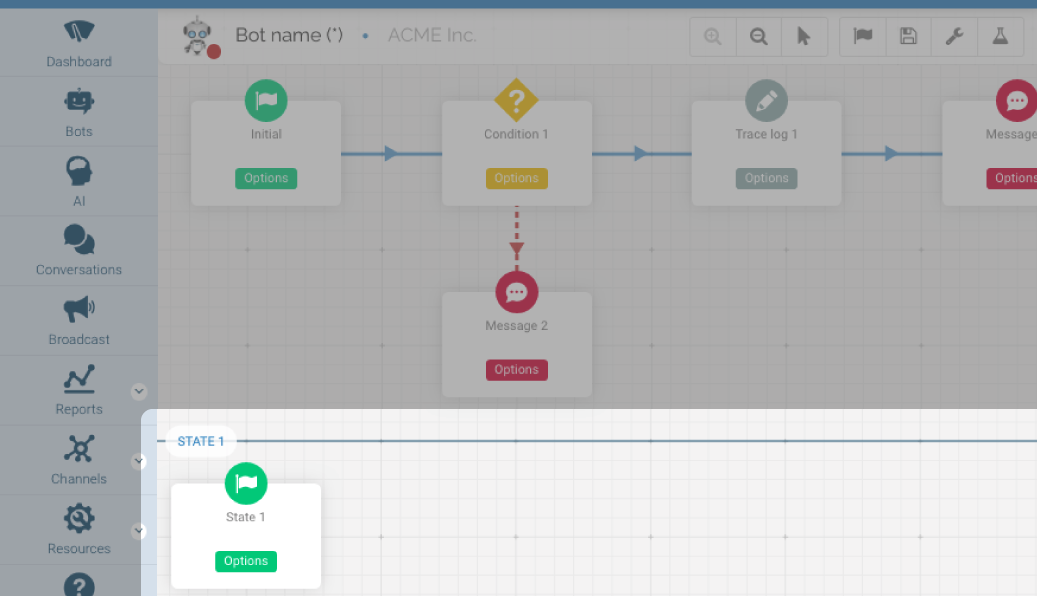 Bot name (*) • ACME Inc.
Dashboard
Bots
AI
Conversations
Broadcast
Reports
Channels
Resources
Initial
Options
Condition 1
Options
Trace log 1
Options
Message
Options
Message 2
Options
STATE 1
State 1
Options